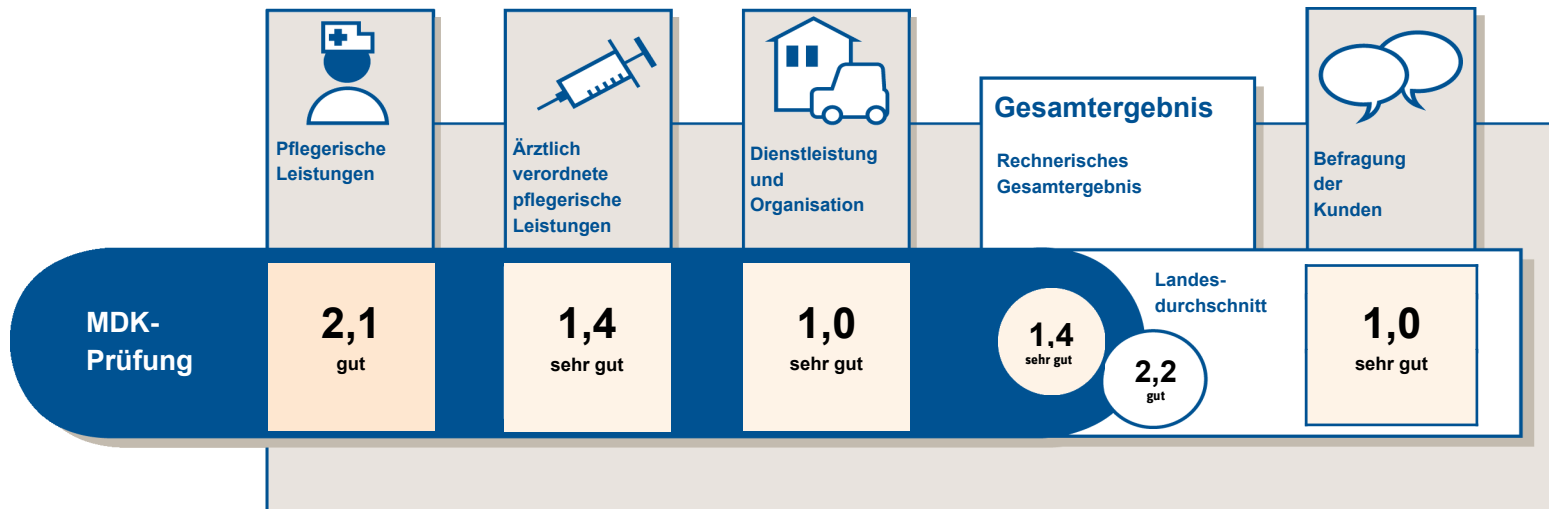 Pflegerische
Leistungen
Ärztlich
verordnete
pflegerische
Leistungen
Dienstleistung
und
Organisation
Gesamtergebnis
Rechnerisches
Gesamtergebnis
Befragung
der
Kunden
MDK-
Prüfung
2,1
gut
1,4
sehr gut
1,0
sehr gut
1,4
sehr gut
Landes-
durchschnitt
2,2
gut
1,0
sehr gut